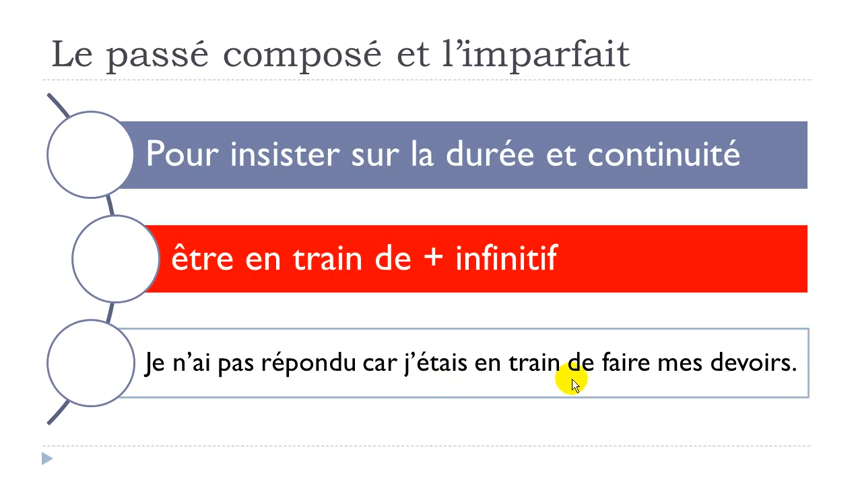 Le passé composé et l’imparfait
Pour insister sur la durée et continuité
être en train de + infinitif
Je n’ai pas répondu car j’étais en train de faire mes devoirs.